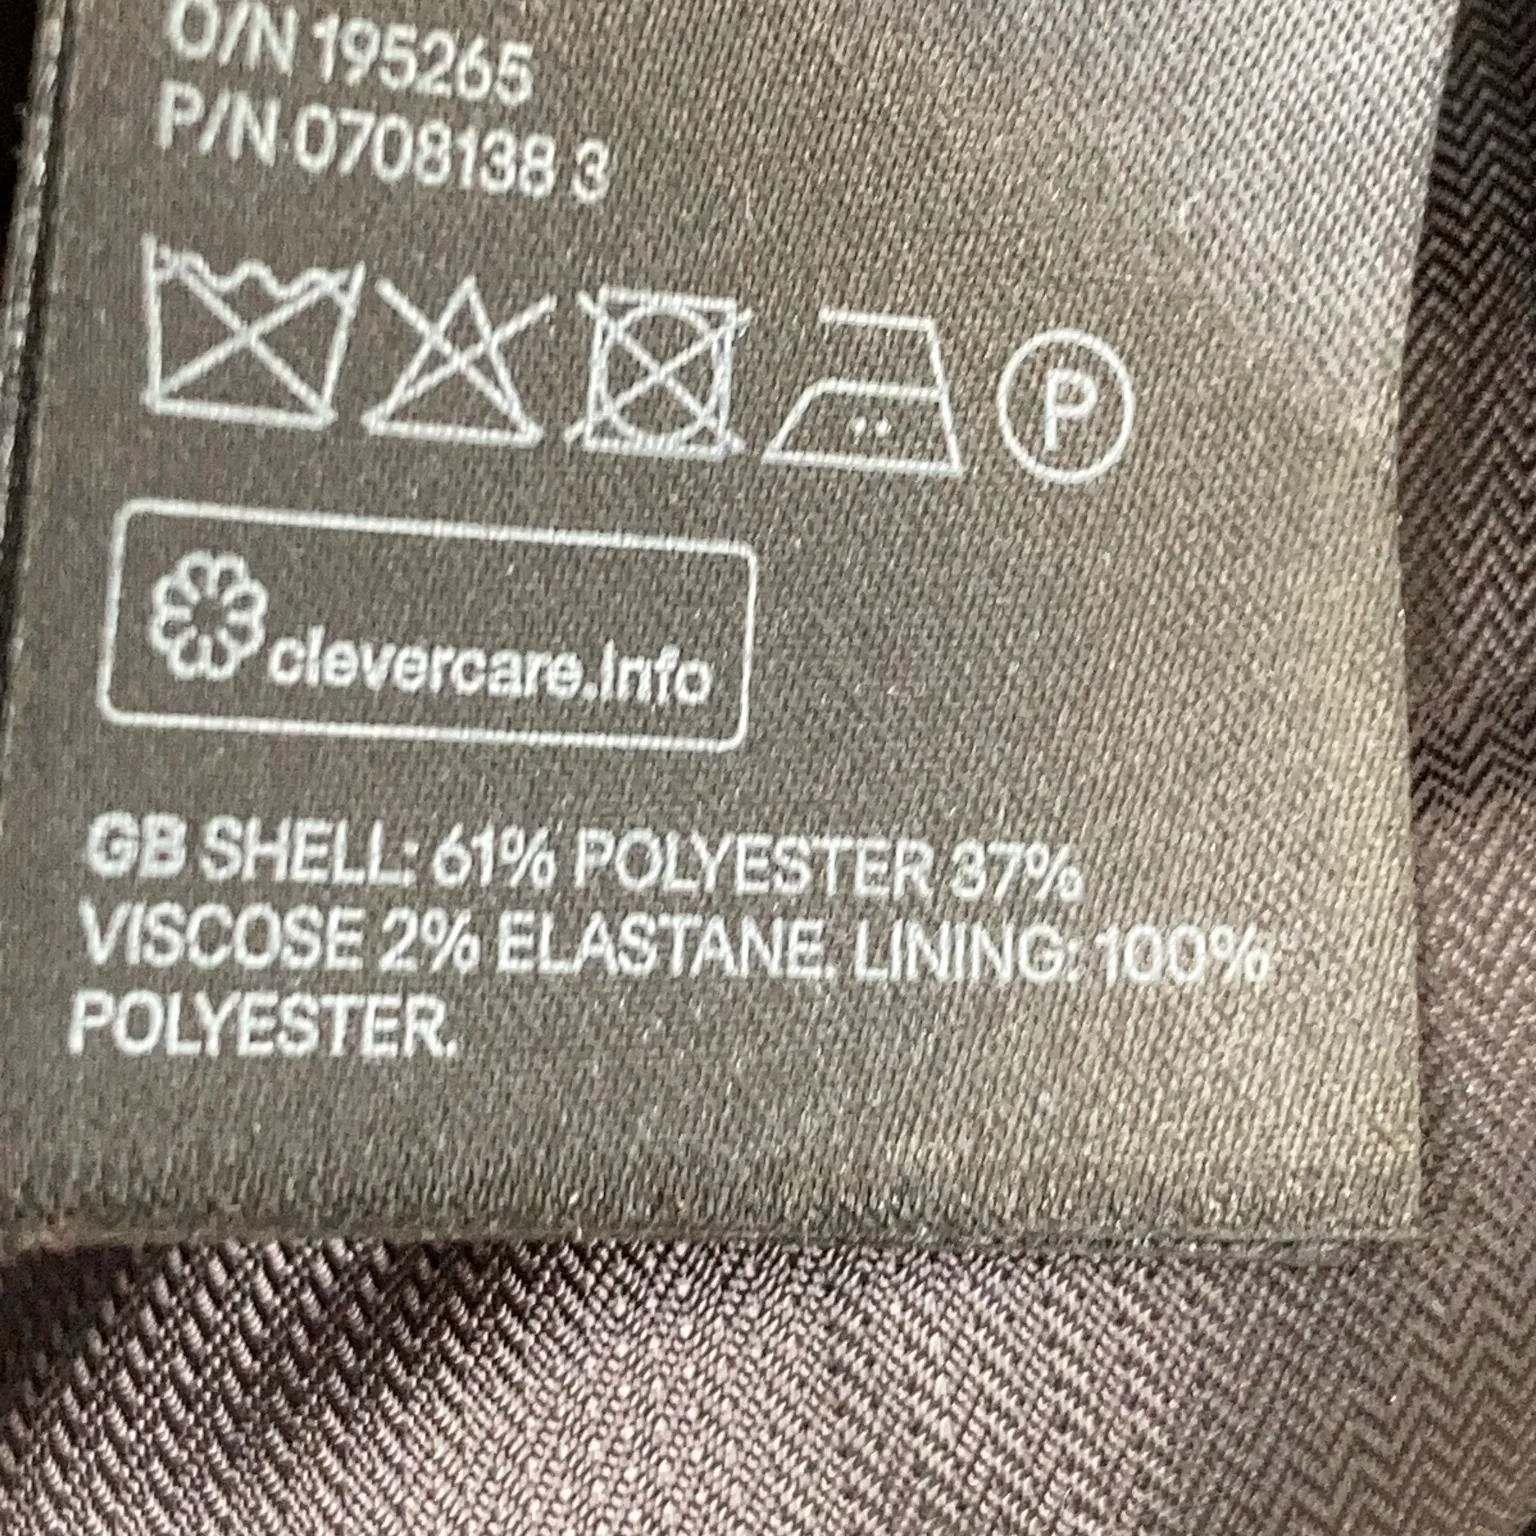 O/N 195265
P/N 0708138 3
P
clevercare.info
GB SHELL: 61% POLYESTER 37%
VISCOSE 2% ELASTANE. LINING: 100%
POLYESTER.